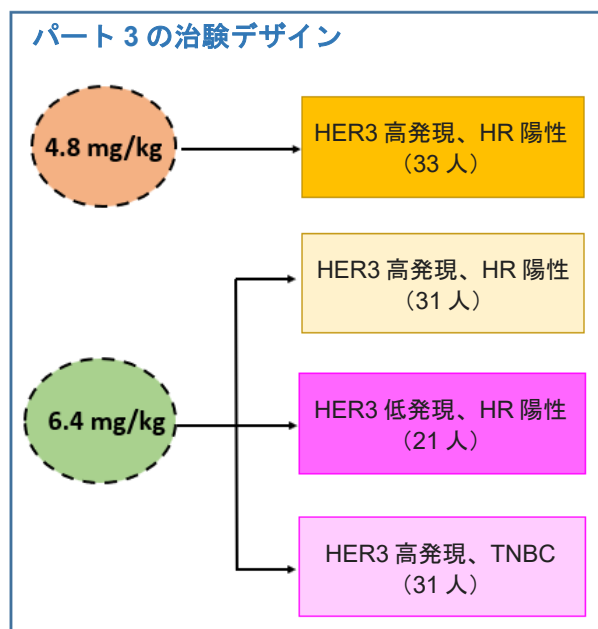 パート 3 の治験デザイン
4.8 mg/kg
HER3 高発現、HR 陽性
（33 人）
HER3 高発現、HR 陽性
（31 人）
6.4 mg/kg
HER3 低発現、HR 陽性
（21 人）
HER3 高発現、TNBC
（31 人）